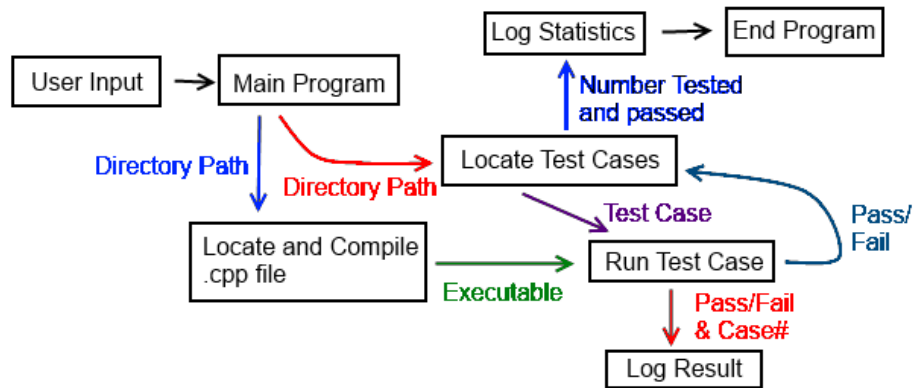 Log Statistics
End Program
User Input
Main Program
Number Tested
and passed
Directory Path
Directory Path
Locate Test Cases
Test Case
Pass/
Fail
Locate and Compile
.cpp file
Executable
Run Test Case
Pass/Fail
& Case#
Log Result